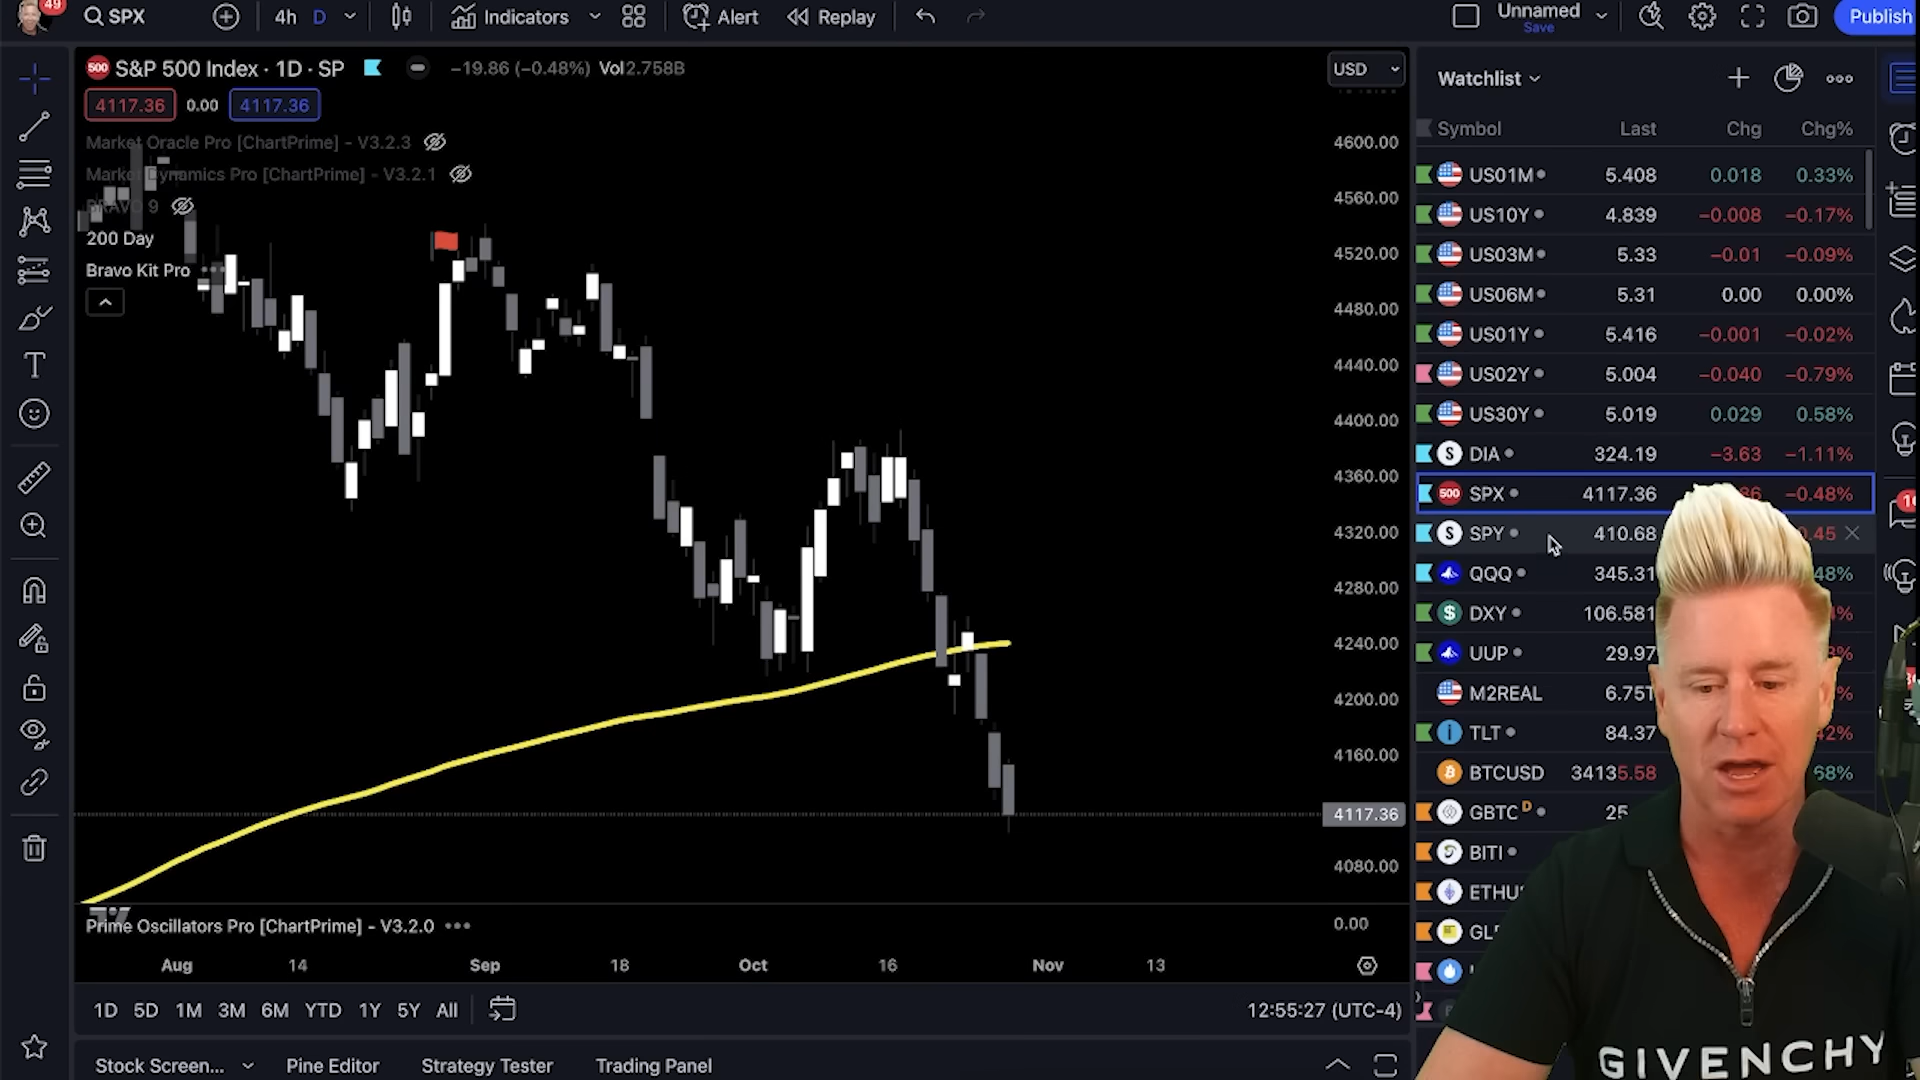 49
SPX
4h D
Indicators
Alert
Replay
Unnamed
Save
Publish
500 S&P 500 Index · 1D · SP
−19.86 (−0.48%) Vol2.758B
4117.36 0.00 4117.36
Market Oracle Pro [ChartPrime] - V3.2.3
Market Dynamics Pro [ChartPrime] - V3.2.1
BRAVO 9
200 Day
Bravo Kit Pro
USD
4600.00
4560.00
4520.00
4480.00
4440.00
4400.00
4360.00
4320.00
4280.00
4240.00
4200.00
4160.00
4117.36
4080.00
Prime Oscillators Pro [ChartPrime] - V3.2.0
0.00
Aug 14 Sep 18 Oct 16 Nov 13
1D 5D 1M 3M 6M YTD 1Y 5Y All
12:55:27 (UTC-4)
Stock Screen... Pine Editor Strategy Tester Trading Panel
Watchlist
Symbol Last Chg Chg%
US01M 5.408 0.018 0.33%
US10Y 4.839 −0.008 −0.17%
US03M 5.33 −0.01 −0.09%
US06M 5.31 0.00 0.00%
US01Y 5.416 −0.001 −0.02%
US02Y 5.004 −0.040 −0.79%
US30Y 5.019 0.029 0.58%
DIA 324.19 −3.63 −1.11%
500 SPX 4117.36 −0.48%
SPY 410.68 0.45
QQQ 345.31 48%
DXY 106.581
UUP 29.97
M2REAL 6.75T
TLT 84.37 42%
BTCUSD 34135.58 68%
GBTC D 25
BITI
ETHU
GL
GIVENCHY